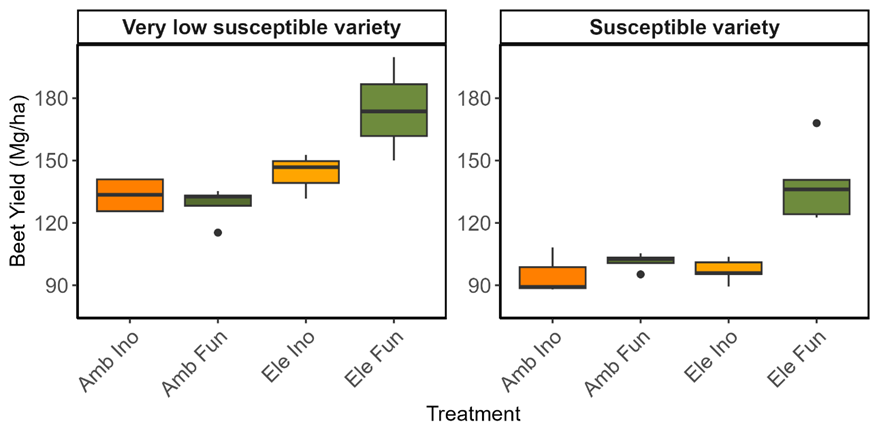 Very low susceptible variety
Susceptible variety
Beet Yield (Mg/ha)
180
150
120
90
180
150
120
90
Amb Ino
Amb Fun
Ele Ino
Ele Fun
Amb Ino
Amb Fun
Ele Ino
Ele Fun
Treatment